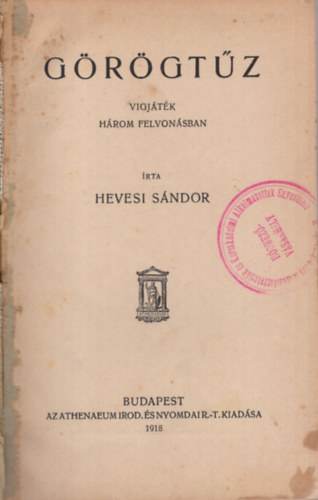 GÖRÖGTŰZ
VIGJÁTÉK
HÁROM FELVONÁSBAN
ÍRTA
HEVESI SÁNDOR
BUDAPEST
AZ ATHENAEUM IROD. ÉS NYOMDAI R.-T. KIADÁSA
1918